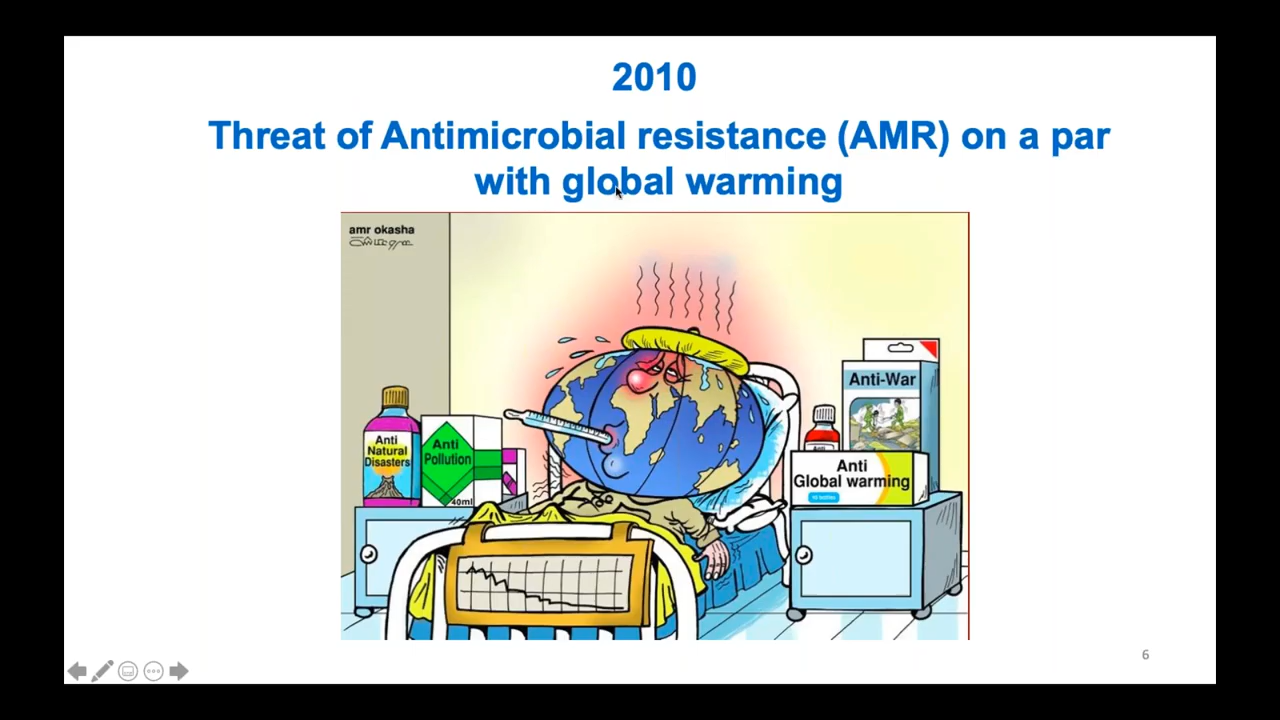 2010
Threat of Antimicrobial resistance (AMR) on a par
with global warming
amr okasha
Anti
Natural
Disasters
Anti
Pollution
40ml
Anti-War
Anti
Anti
Global warming
6